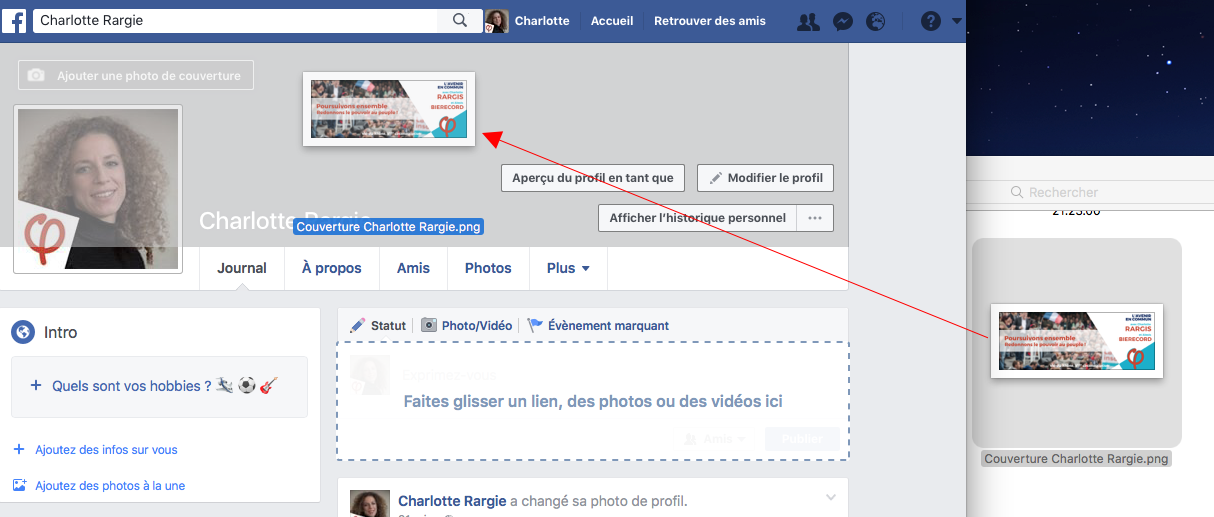 Charlotte Rargie
Charlotte
Accueil
Retrouver des amis
Ajouter une photo de couverture
L'AVENIR
EN COMMUN
RARGIS
BIERECORD
Poursuivons ensemble
Redonnons le pouvoir au peuple !
Aperçu du profil en tant que
Modifier le profil
Charlotte Rargie
Couverture Charlotte Rargie.png
Afficher l'historique personnel
Journal
À propos
Amis
Photos
Plus
Rechercher
21:23:00
Intro
Quels sont vos hobbies ?
Ajoutez des infos sur vous
Ajoutez des photos à la une
Statut
Photo/Vidéo
Évènement marquant
Faites glisser un lien, des photos ou des vidéos ici
Amis
Publier
Charlotte Rargie a changé sa photo de profil.
L'AVENIR
EN COMMUN
RARGIS
BIERECORD
Poursuivons ensemble
Redonnons le pouvoir au peuple !
Couverture Charlotte Rargie.png